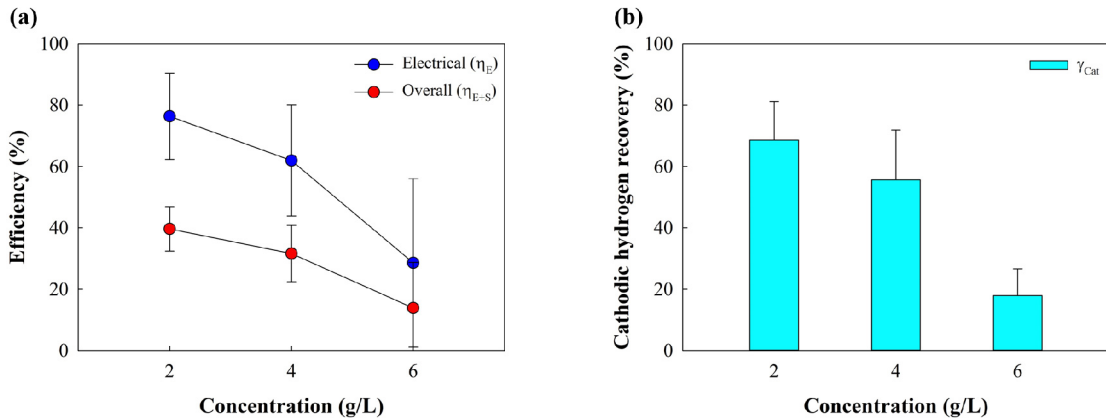 (a)
Efficiency (%)
100
80
60
40
20
0
Electrical (ηE)
Overall (ηE−S)
2
4
6
Concentration (g/L)
(b)
Cathodic hydrogen recovery (%)
100
80
60
40
20
0
γCat
2
4
6
Concentration (g/L)